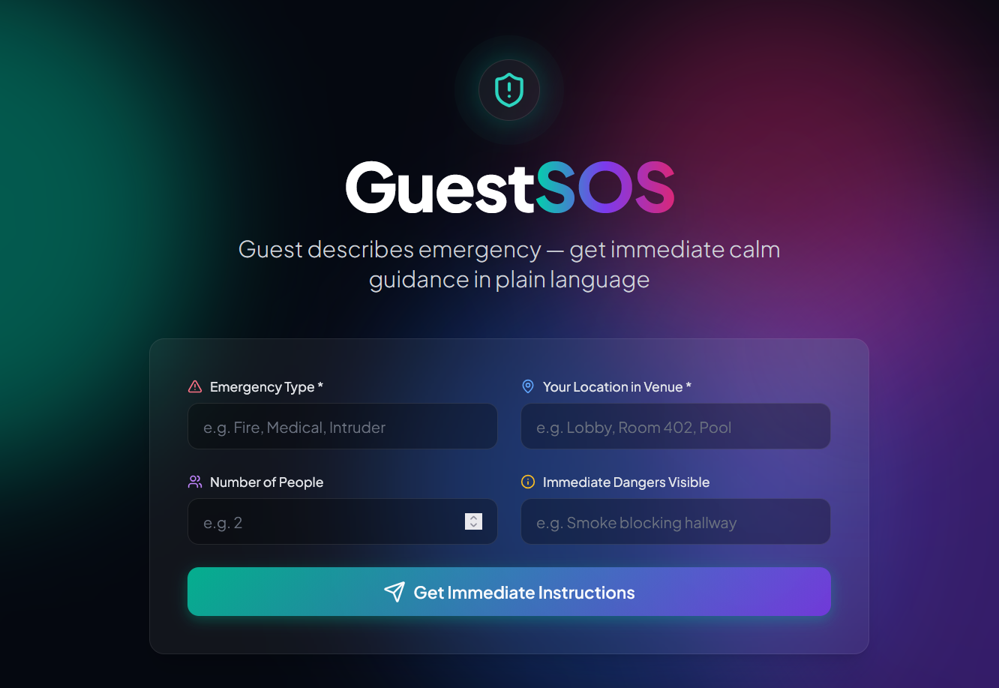 GuestSOS
Guest describes emergency — get immediate calm
guidance in plain language
Emergency Type *
Your Location in Venue *
e.g. Fire, Medical, Intruder
e.g. Lobby, Room 402, Pool
Number of People
Immediate Dangers Visible
e.g. 2
e.g. Smoke blocking hallway
Get Immediate Instructions